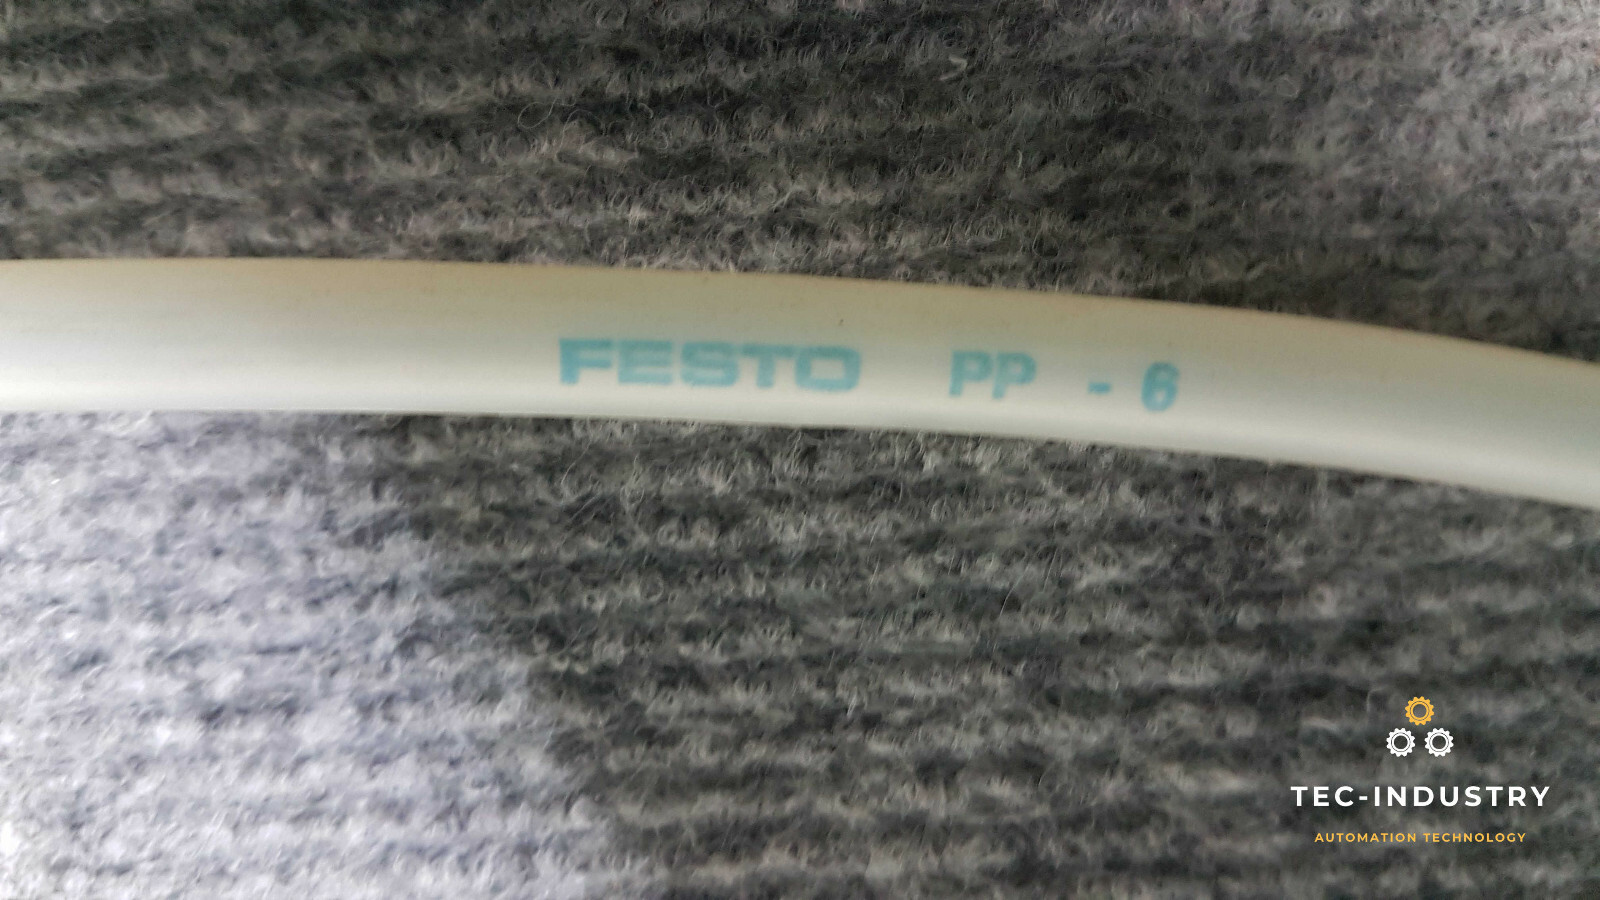 FESTO PP - 6
TEC-INDUSTRY
AUTOMATION TECHNOLOGY